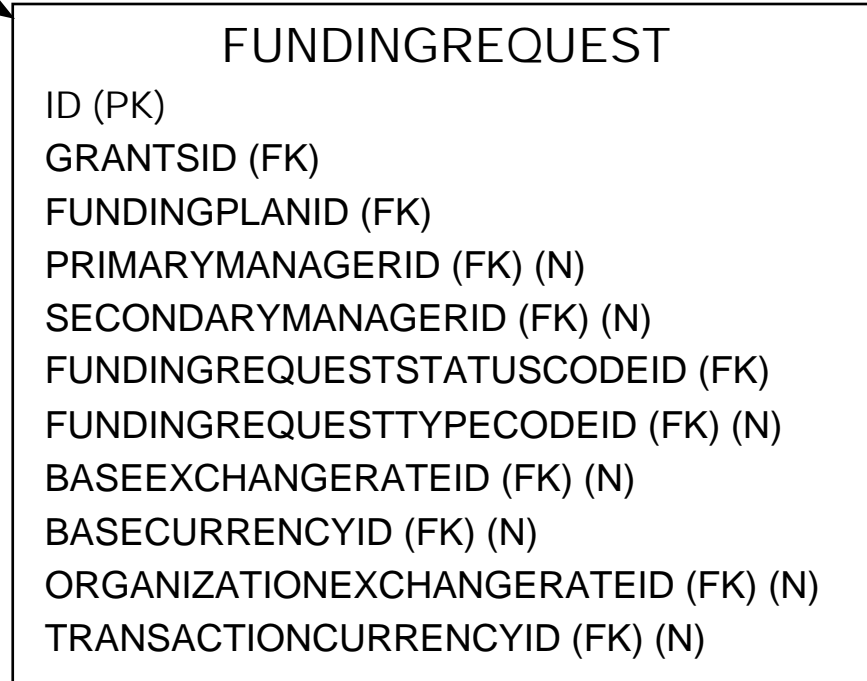 FUNDINGREQUEST
ID (PK)
GRANTSID (FK)
FUNDINGPLANID (FK)
PRIMARYMANAGERID (FK) (N)
SECONDARYMANAGERID (FK) (N)
FUNDINGREQUESTSTATUSCODEID (FK)
FUNDINGREQUESTTYPECODEID (FK) (N)
BASEEXCHANGERATEID (FK) (N)
BASECURRENCYID (FK) (N)
ORGANIZATIONEXCHANGERATEID (FK) (N)
TRANSACTIONCURRENCYID (FK) (N)